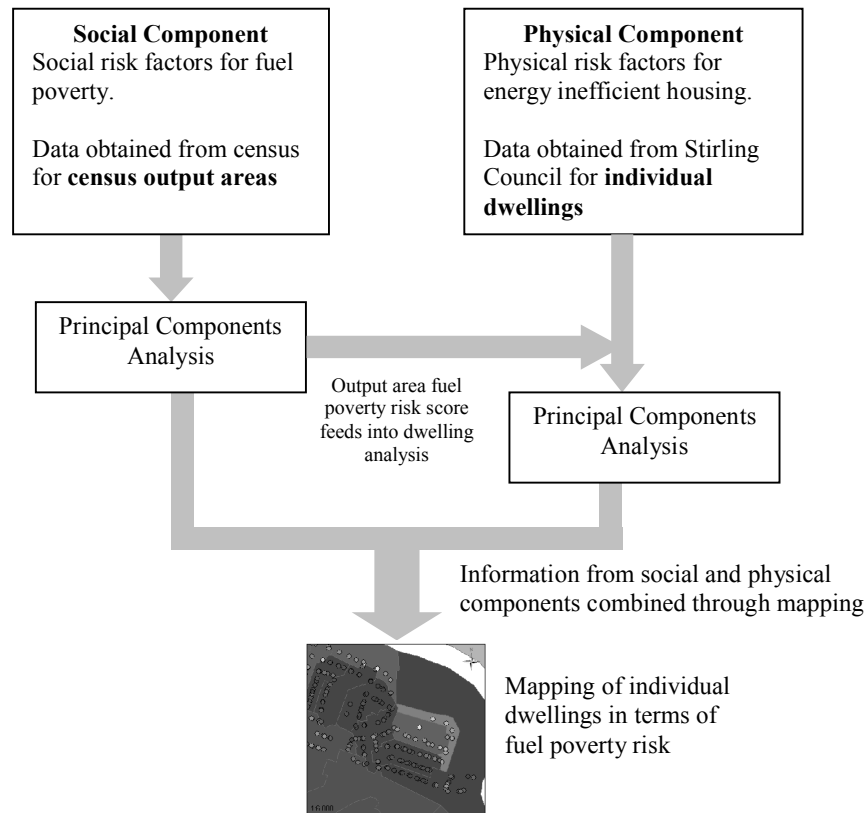 Social Component
Social risk factors for fuel
poverty.
Data obtained from census
for census output areas
Physical Component
Physical risk factors for
energy inefficient housing.
Data obtained from Stirling
Council for individual
dwellings
Principal Components
Analysis
Output area fuel
poverty risk score
feeds into dwelling
analysis
Principal Components
Analysis
Information from social and physical
components combined through mapping
Mapping of individual
dwellings in terms of
fuel poverty risk
1:6,000